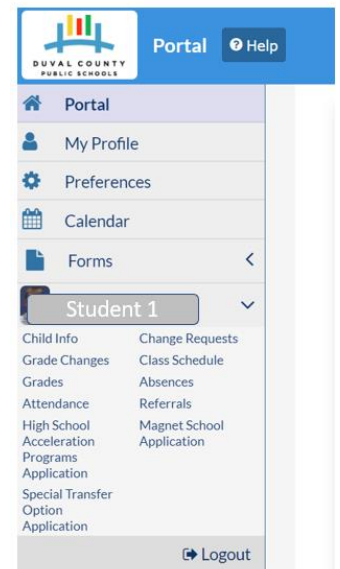 DUVAL COUNTY
PUBLIC SCHOOLS
Portal
? Help
Portal
My Profile
Preferences
Calendar
Forms
Student 1
Child Info
Grade Changes
Grades
Attendance
High School
Acceleration
Programs
Application
Special Transfer
Option
Application
Change Requests
Class Schedule
Absences
Referrals
Magnet School
Application
Logout